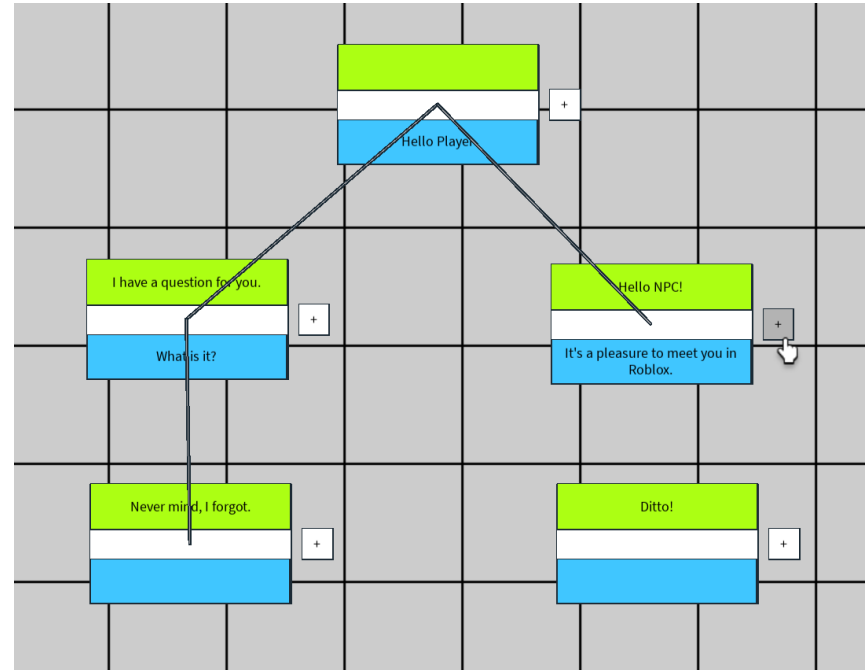 +
Hello Player
I have a question for you.
+
What is it?
Hello NPC!
+
It's a pleasure to meet you in
Roblox.
Never mind, I forgot.
+
Ditto!
+